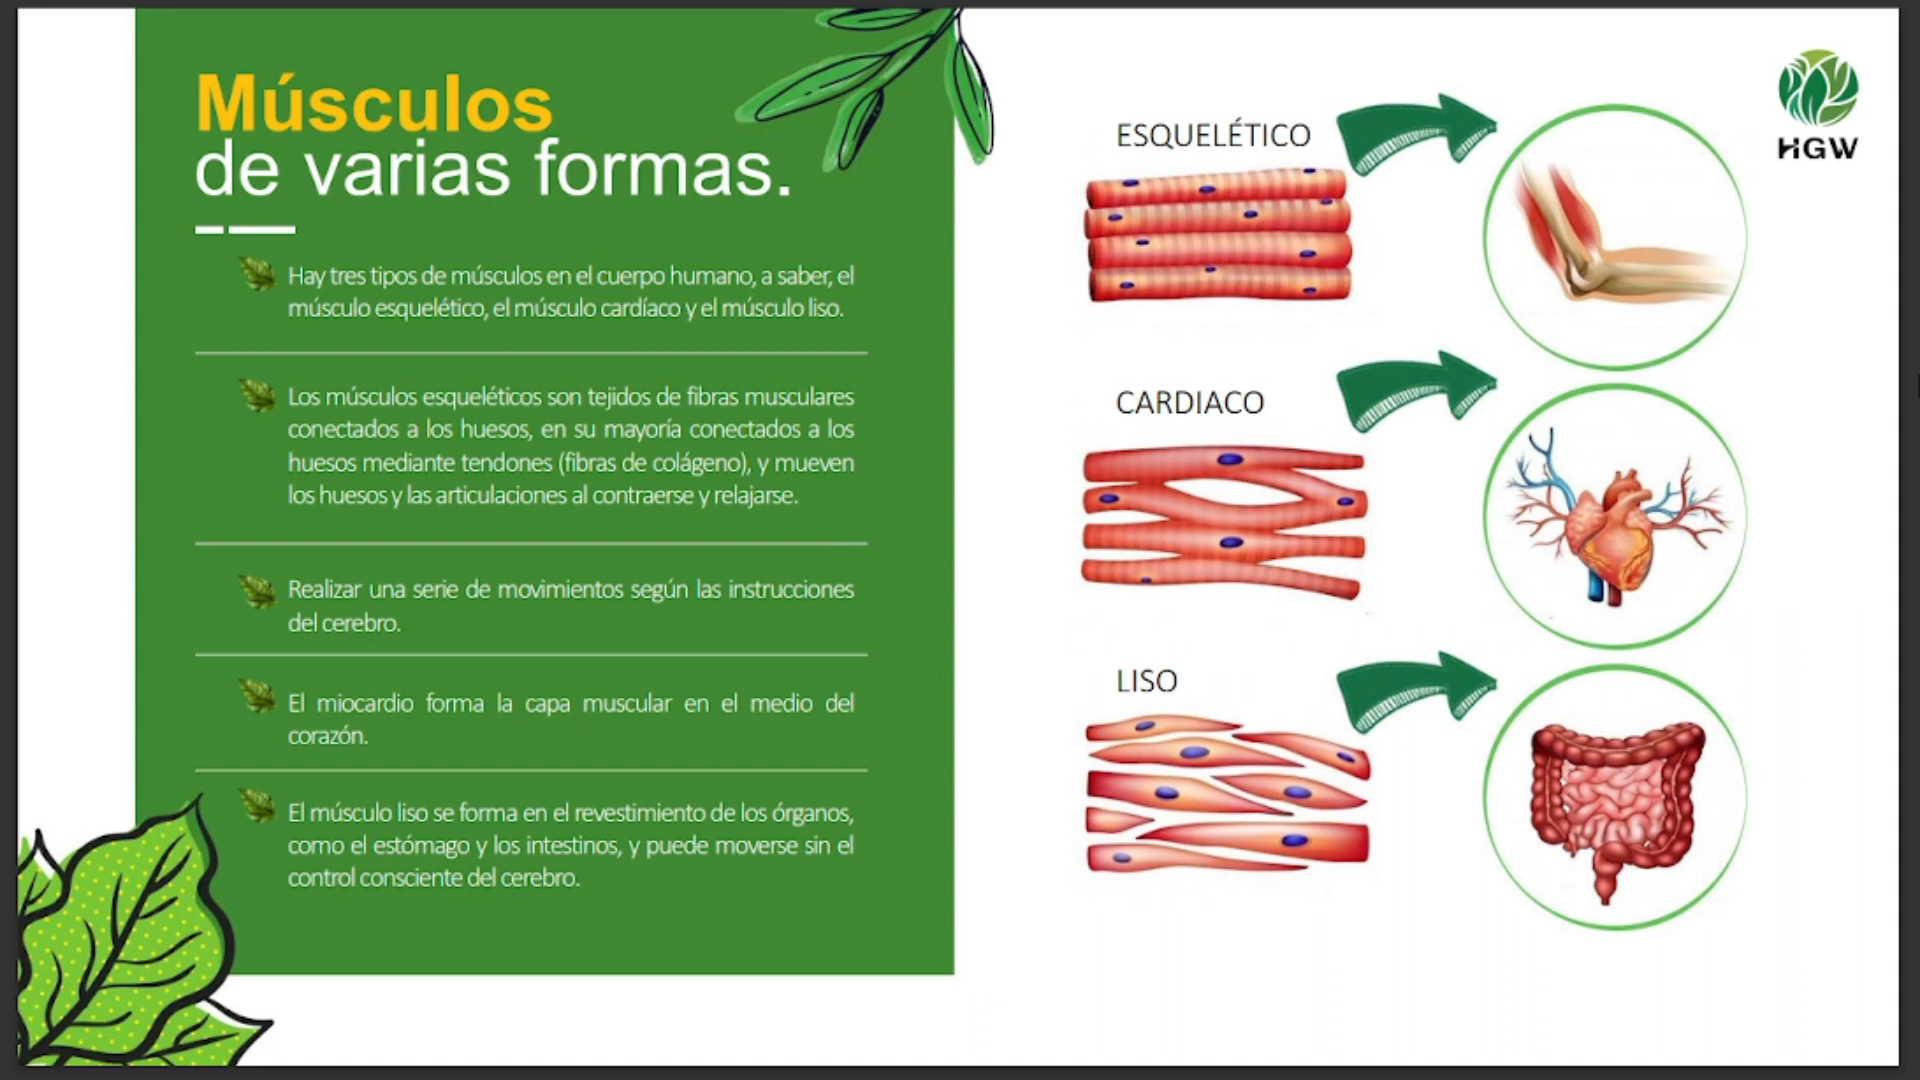 Músculos
de varias formas.
Hay tres tipos de músculos en el cuerpo humano, a saber, el
músculo esquelético, el músculo cardíaco y el músculo liso.
Los músculos esqueléticos son tejidos de fibras musculares
conectados a los huesos, en su mayoría conectados a los
huesos mediante tendones (fibras de colágeno), y mueven
los huesos y las articulaciones al contraerse y relajarse.
Realizar una serie de movimientos según las instrucciones
del cerebro.
El miocardio forma la capa muscular en el medio del
corazón.
El músculo liso se forma en el revestimiento de los órganos,
como el estómago y los intestinos, y puede moverse sin el
control consciente del cerebro.
ESQUELÉTICO
CARDIACO
LISO
HGW